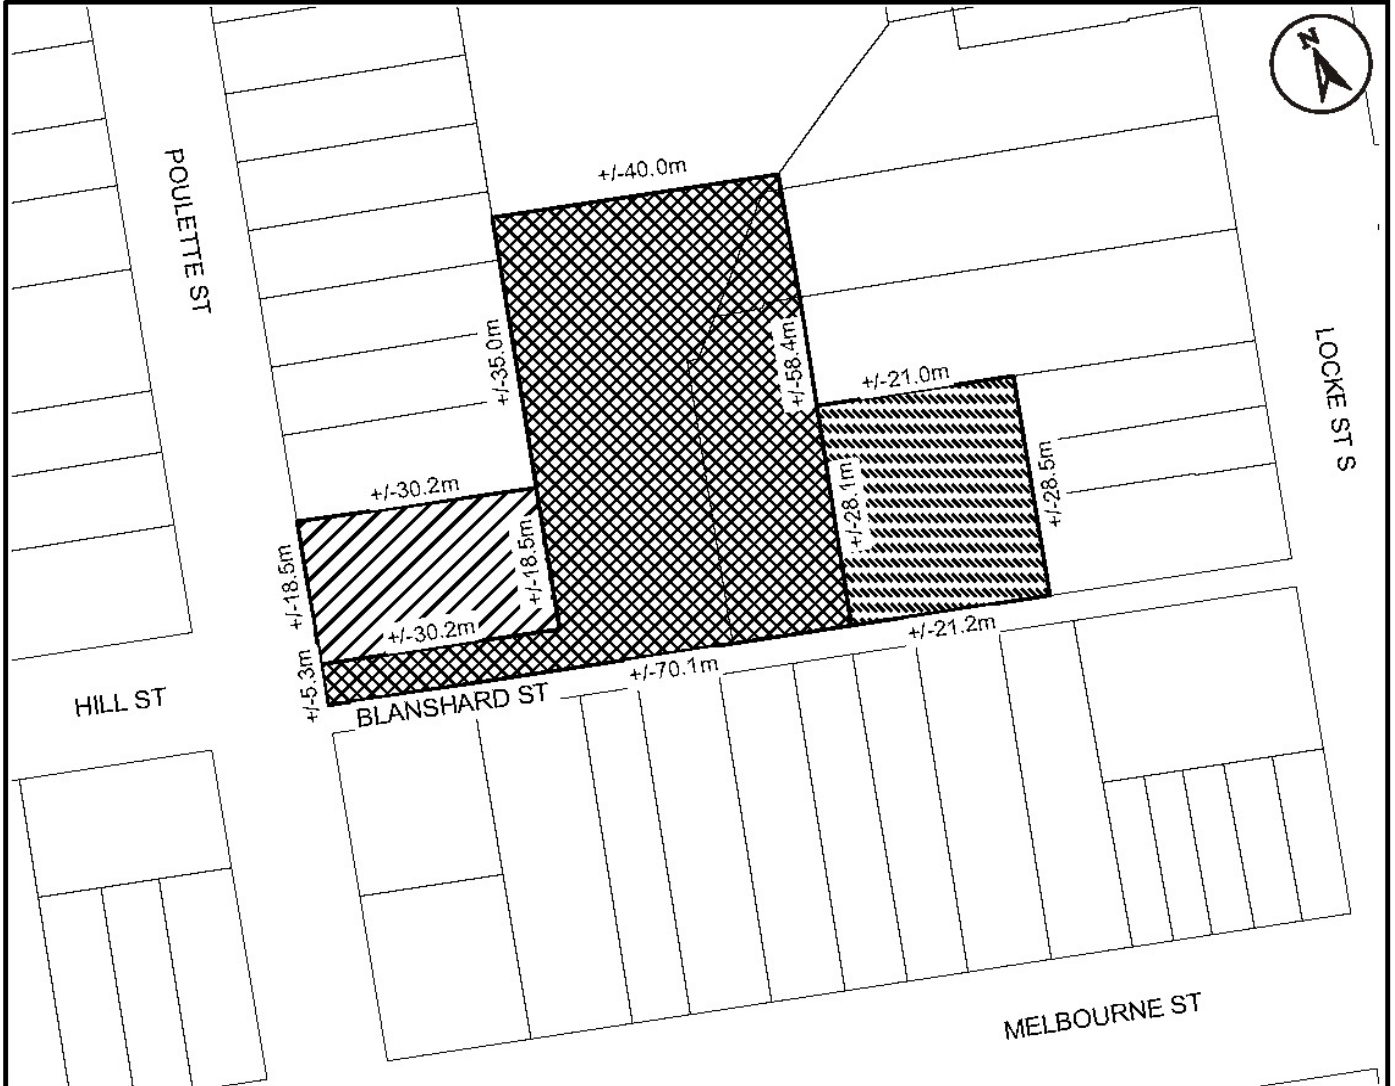 N
+/-40.0m
POULETTE ST
+/-35.0m
+/-58.4m
LOCKE ST S
+/-21.0m
+/-30.2m
+/-28.1m
+/-28.5m
+/-18.5m
+/-18.5m
+/-30.2m
+/-21.2m
+/-5.3m
+/-70.1m
HILL ST
BLANSHARD ST
MELBOURNE ST